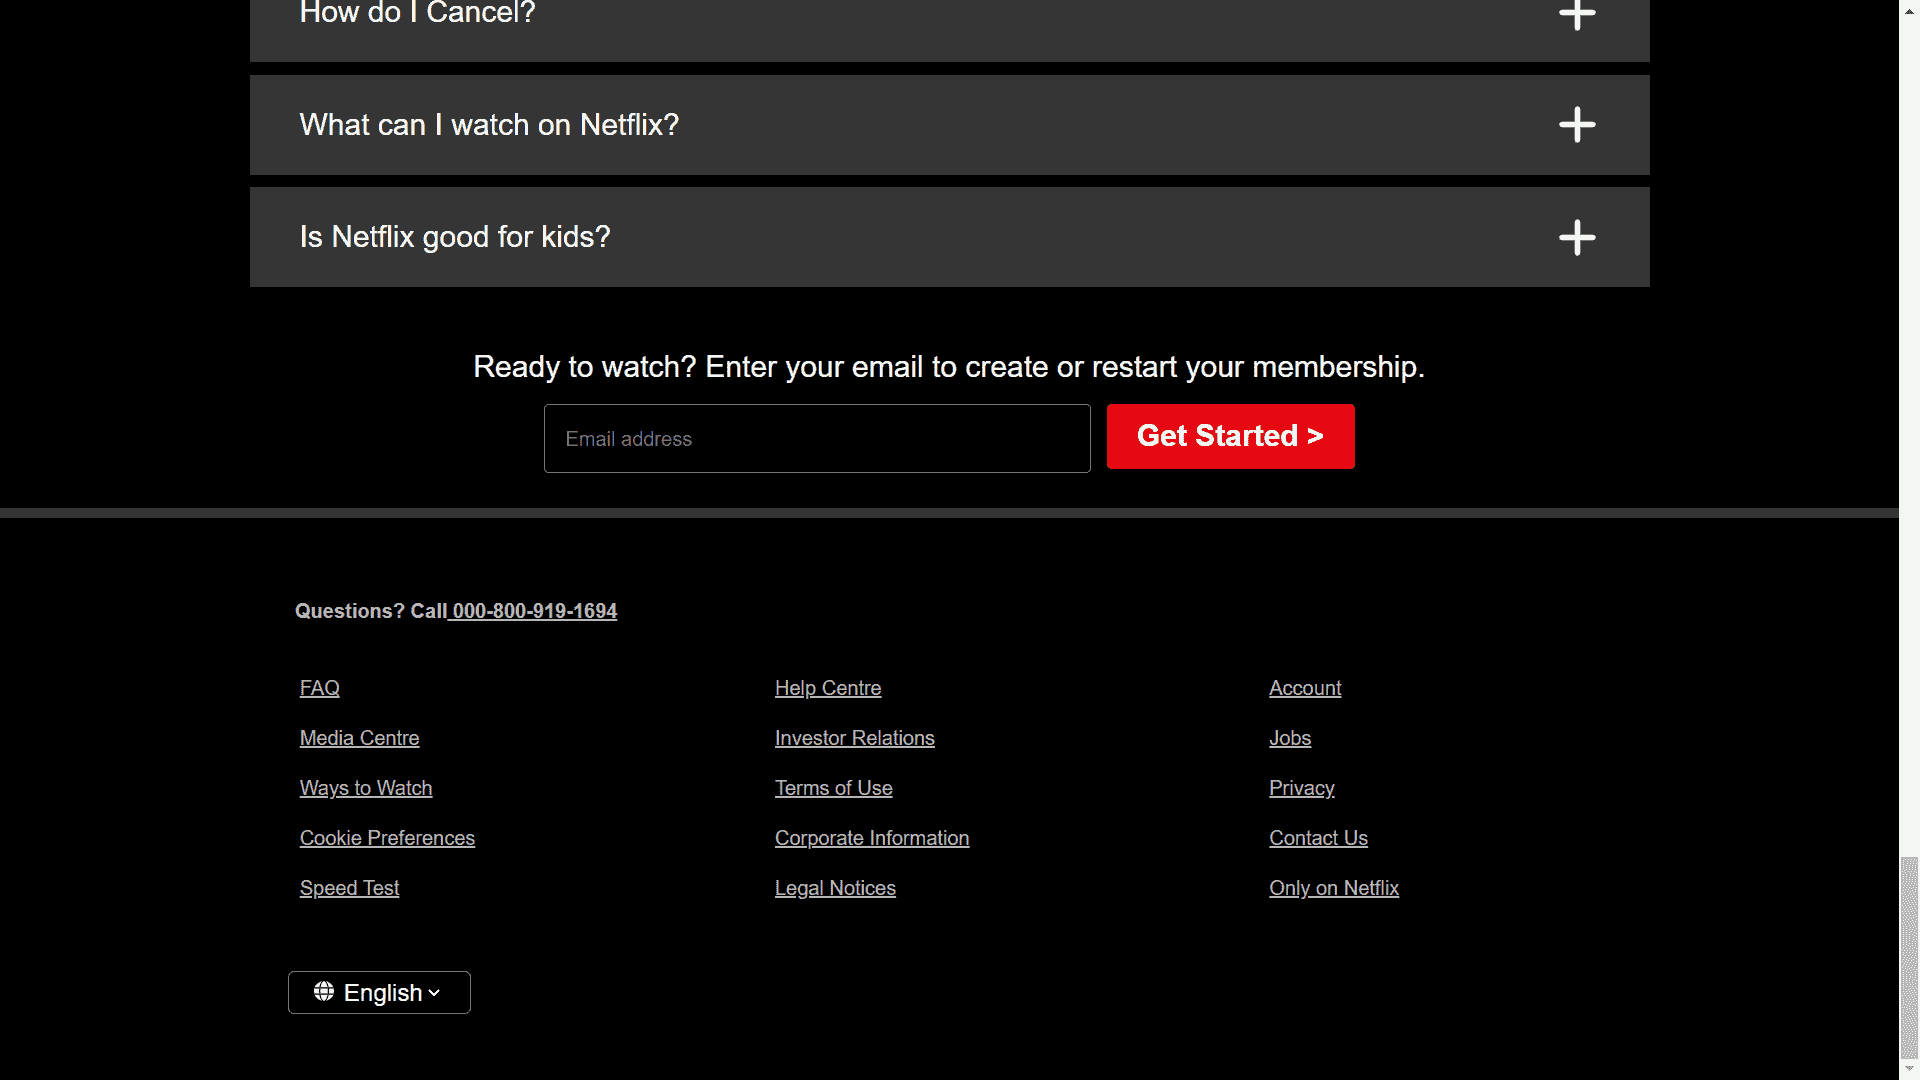 How do I Cancel?
What can I watch on Netflix?
Is Netflix good for kids?
Ready to watch? Enter your email to create or restart your membership.
Email address
Get Started >
Questions? Call 000-800-919-1694
FAQ
Help Centre
Account
Media Centre
Investor Relations
Jobs
Ways to Watch
Terms of Use
Privacy
Cookie Preferences
Corporate Information
Contact Us
Speed Test
Legal Notices
Only on Netflix
English